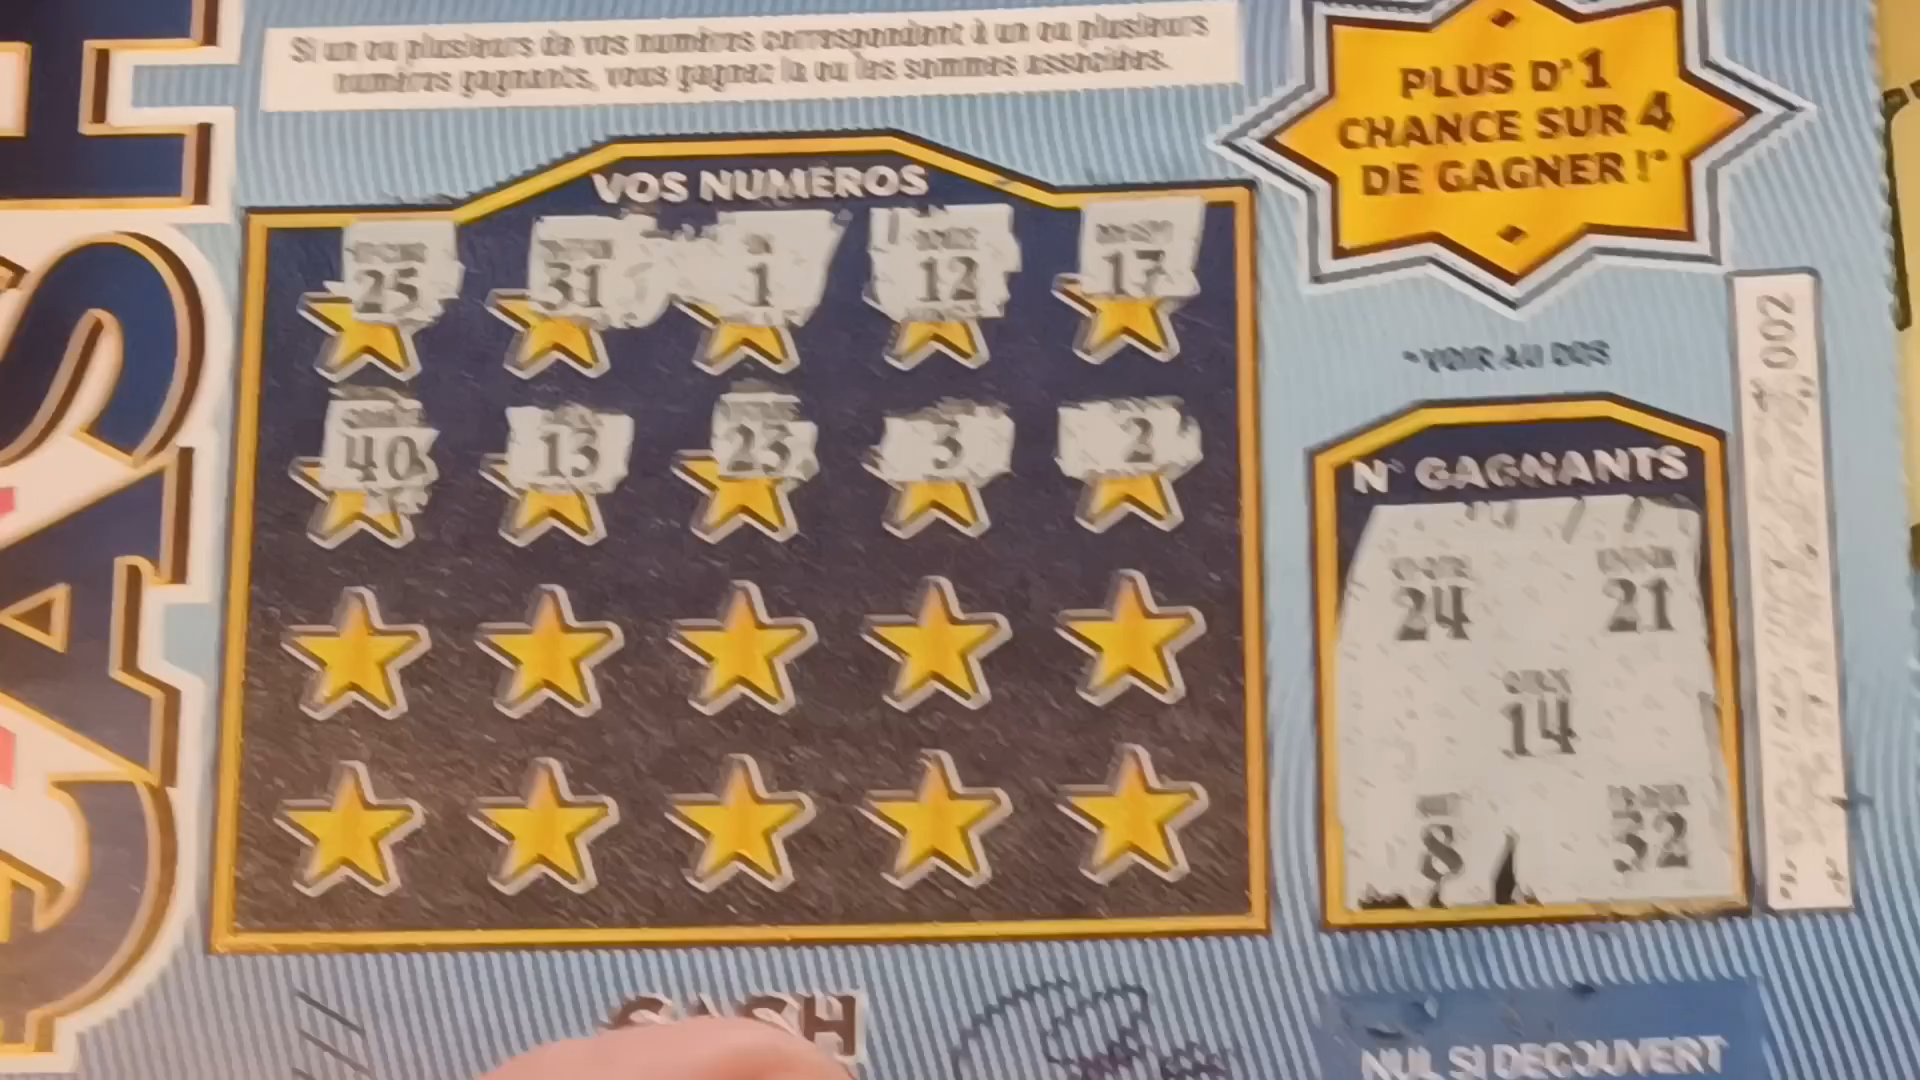 Si un ou plusieurs de vos numéros correspondent à un ou plusieurs
numéros gagnants, vous gagnez la ou les sommes associées.
PLUS D'1
CHANCE SUR 4
DE GAGNER !*
*VOIR AU DOS
002
VOS NUMÉROS
25 31 1 12 17
40 13 23 3 2
N° GAGNANTS
24 21
14
8 32
CASH
NUL SI DECOUVERT